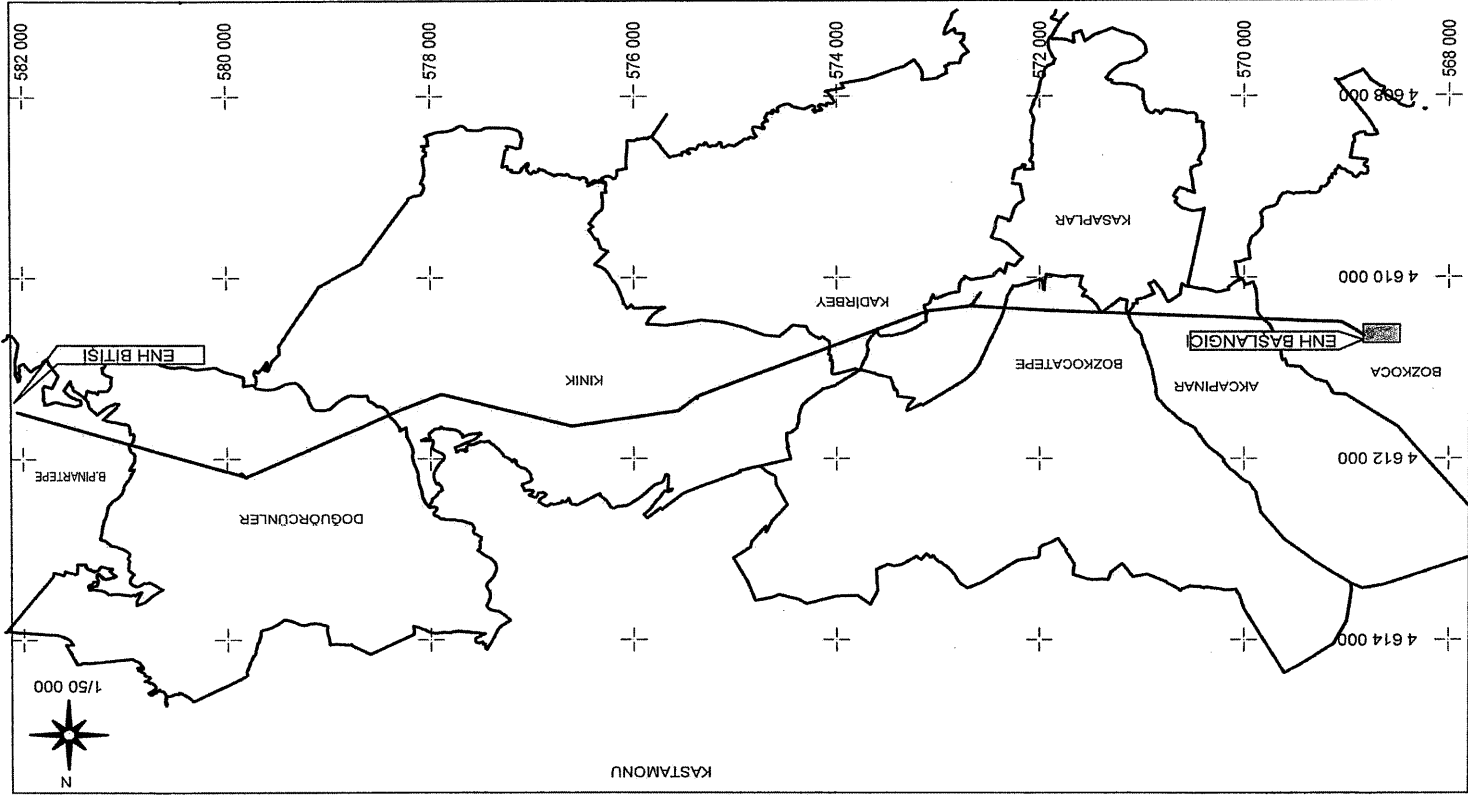 KASTAMONU
N
1/50 000
4 614 000
DOĞUÖRCÜNLER
B.PINARTEPE
4 612 000
BOZKOCA
AKÇAPINAR
BOZKOCATEPE
KINIK
ENH BAŞLANGICI
ENH BİTİŞİ
KADİRBEY
4 610 000
KASAPLAR
4 608 000
568 000
570 000
572 000
574 000
576 000
578 000
580 000
582 000